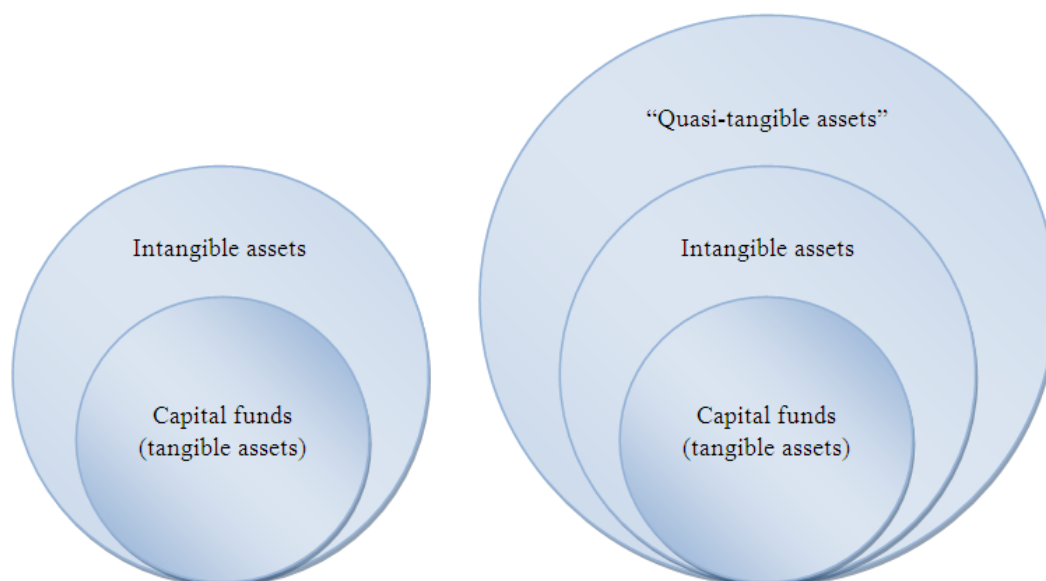 “Quasi-tangible assets”
Intangible assets
Intangible assets
Capital funds
(tangible assets)
Capital funds
(tangible assets)